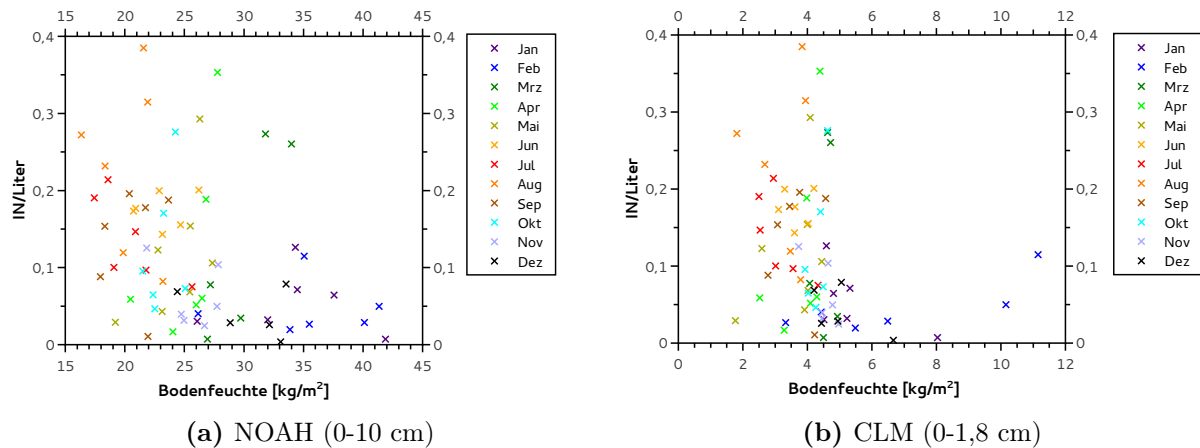 15 20 25 30 35 40 45
0,4 0,4
0,3 0,3
0,2 0,2
0,1 0,1
0 0
15 20 25 30 35 40 45
IN/Liter
Bodenfeuchte [kg/m²]
Jan
Feb
Mrz
Apr
Mai
Jun
Jul
Aug
Sep
Okt
Nov
Dez
(a) NOAH (0-10 cm)
0 2 4 6 8 10 12
0,4 0,4
0,3 0,3
0,2 0,2
0,1 0,1
0 0
0 2 4 6 8 10 12
IN/Liter
Bodenfeuchte [kg/m²]
Jan
Feb
Mrz
Apr
Mai
Jun
Jul
Aug
Sep
Okt
Nov
Dez
(b) CLM (0-1,8 cm)